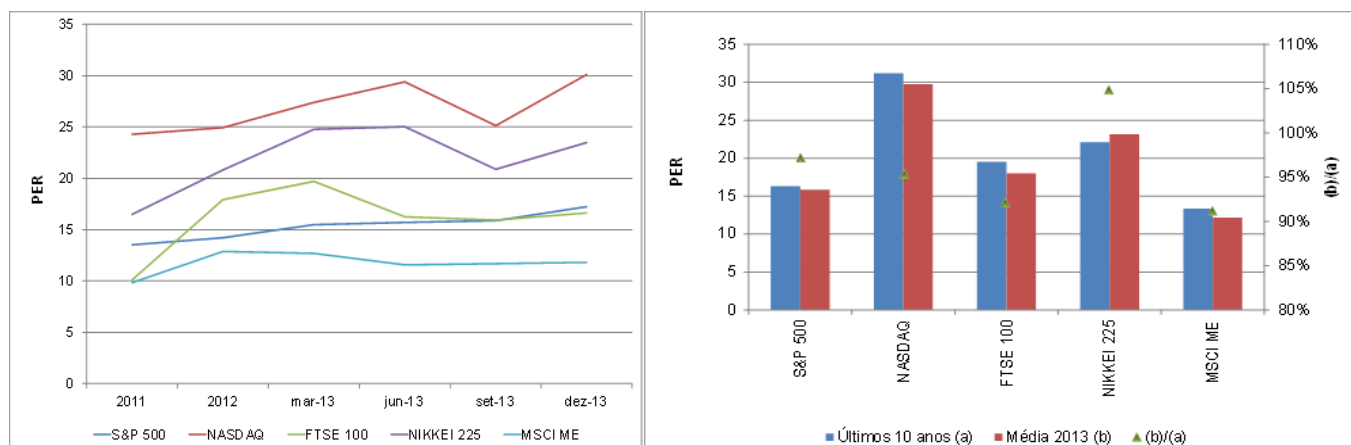 35
30
25
20
15
10
5
0
PER
2011 2012 mar-13 jun-13 set-13 dez-13
S&P 500 NASDAQ FTSE 100 NIKKEI 225 MSCI ME
35
30
25
20
15
10
5
0
PER
110%
105%
100%
95%
90%
85%
80%
(b)/(a)
S&P 500
NASDAQ
FTSE 100
NIKKEI 225
MSCI ME
Últimos 10 anos (a) Média 2013 (b) (b)/(a)